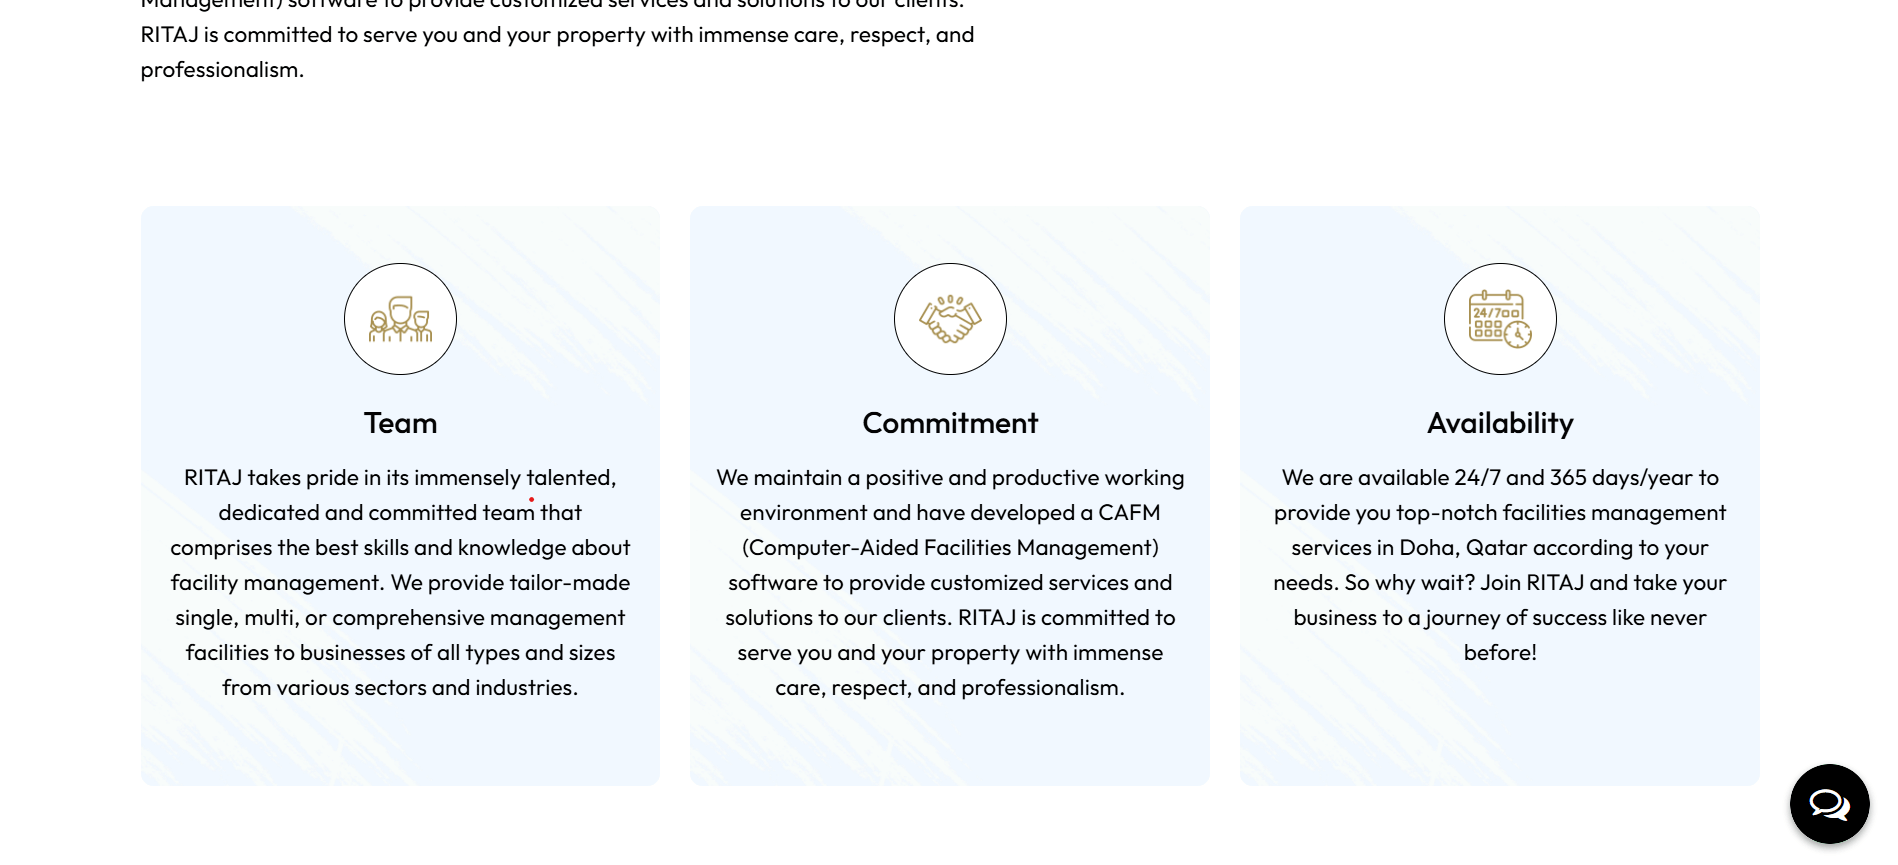 Management) software to provide customized services and solutions to our clients.
RITAJ is committed to serve you and your property with immense care, respect, and
professionalism.
24/7
Team
RITAJ takes pride in its immensely talented,
dedicated and committed team that
comprises the best skills and knowledge about
facility management. We provide tailor-made
single, multi, or comprehensive management
facilities to businesses of all types and sizes
from various sectors and industries.
Commitment
We maintain a positive and productive working
environment and have developed a CAFM
(Computer-Aided Facilities Management)
software to provide customized services and
solutions to our clients. RITAJ is committed to
serve you and your property with immense
care, respect, and professionalism.
Availability
We are available 24/7 and 365 days/year to
provide you top-notch facilities management
services in Doha, Qatar according to your
needs. So why wait? Join RITAJ and take your
business to a journey of success like never
before!